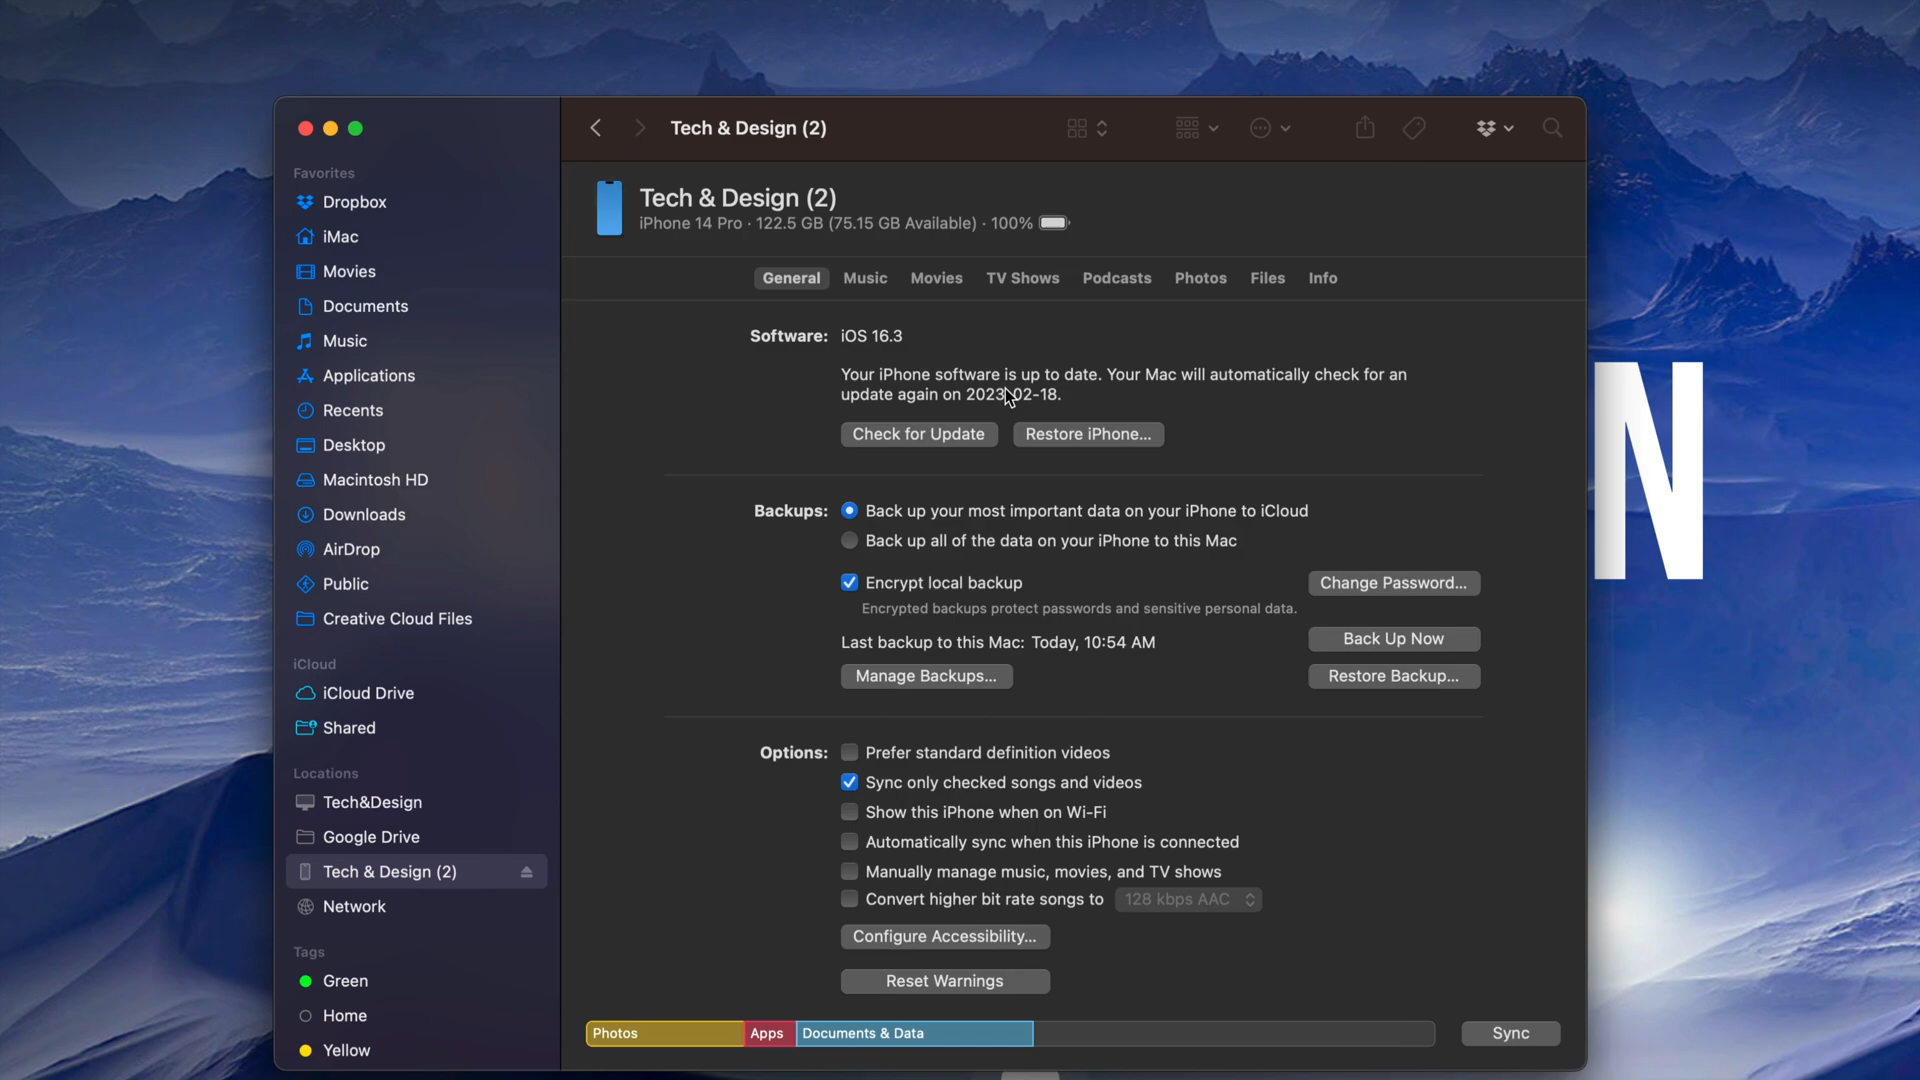 Tech & Design (2)
Favorites
Dropbox
iMac
Movies
Documents
Music
Applications
Recents
Desktop
Macintosh HD
Downloads
AirDrop
Public
Creative Cloud Files
iCloud
iCloud Drive
Shared
Locations
Tech&Design
Google Drive
Tech & Design (2)
Network
Tags
Green
Home
Yellow
Tech & Design (2)
iPhone 14 Pro · 122.5 GB (75.15 GB Available) · 100%
General Music Movies TV Shows Podcasts Photos Files Info
Software: iOS 16.3
Your iPhone software is up to date. Your Mac will automatically check for an
update again on 2023-02-18.
Check for Update Restore iPhone...
Backups: Back up your most important data on your iPhone to iCloud
Back up all of the data on your iPhone to this Mac
Encrypt local backup Change Password...
Encrypted backups protect passwords and sensitive personal data.
Last backup to this Mac: Today, 10:54 AM Back Up Now
Manage Backups... Restore Backup...
Options: Prefer standard definition videos
Sync only checked songs and videos
Show this iPhone when on Wi-Fi
Automatically sync when this iPhone is connected
Manually manage music, movies, and TV shows
Convert higher bit rate songs to 128 kbps AAC
Configure Accessibility...
Reset Warnings
Photos Apps Documents & Data Sync
N